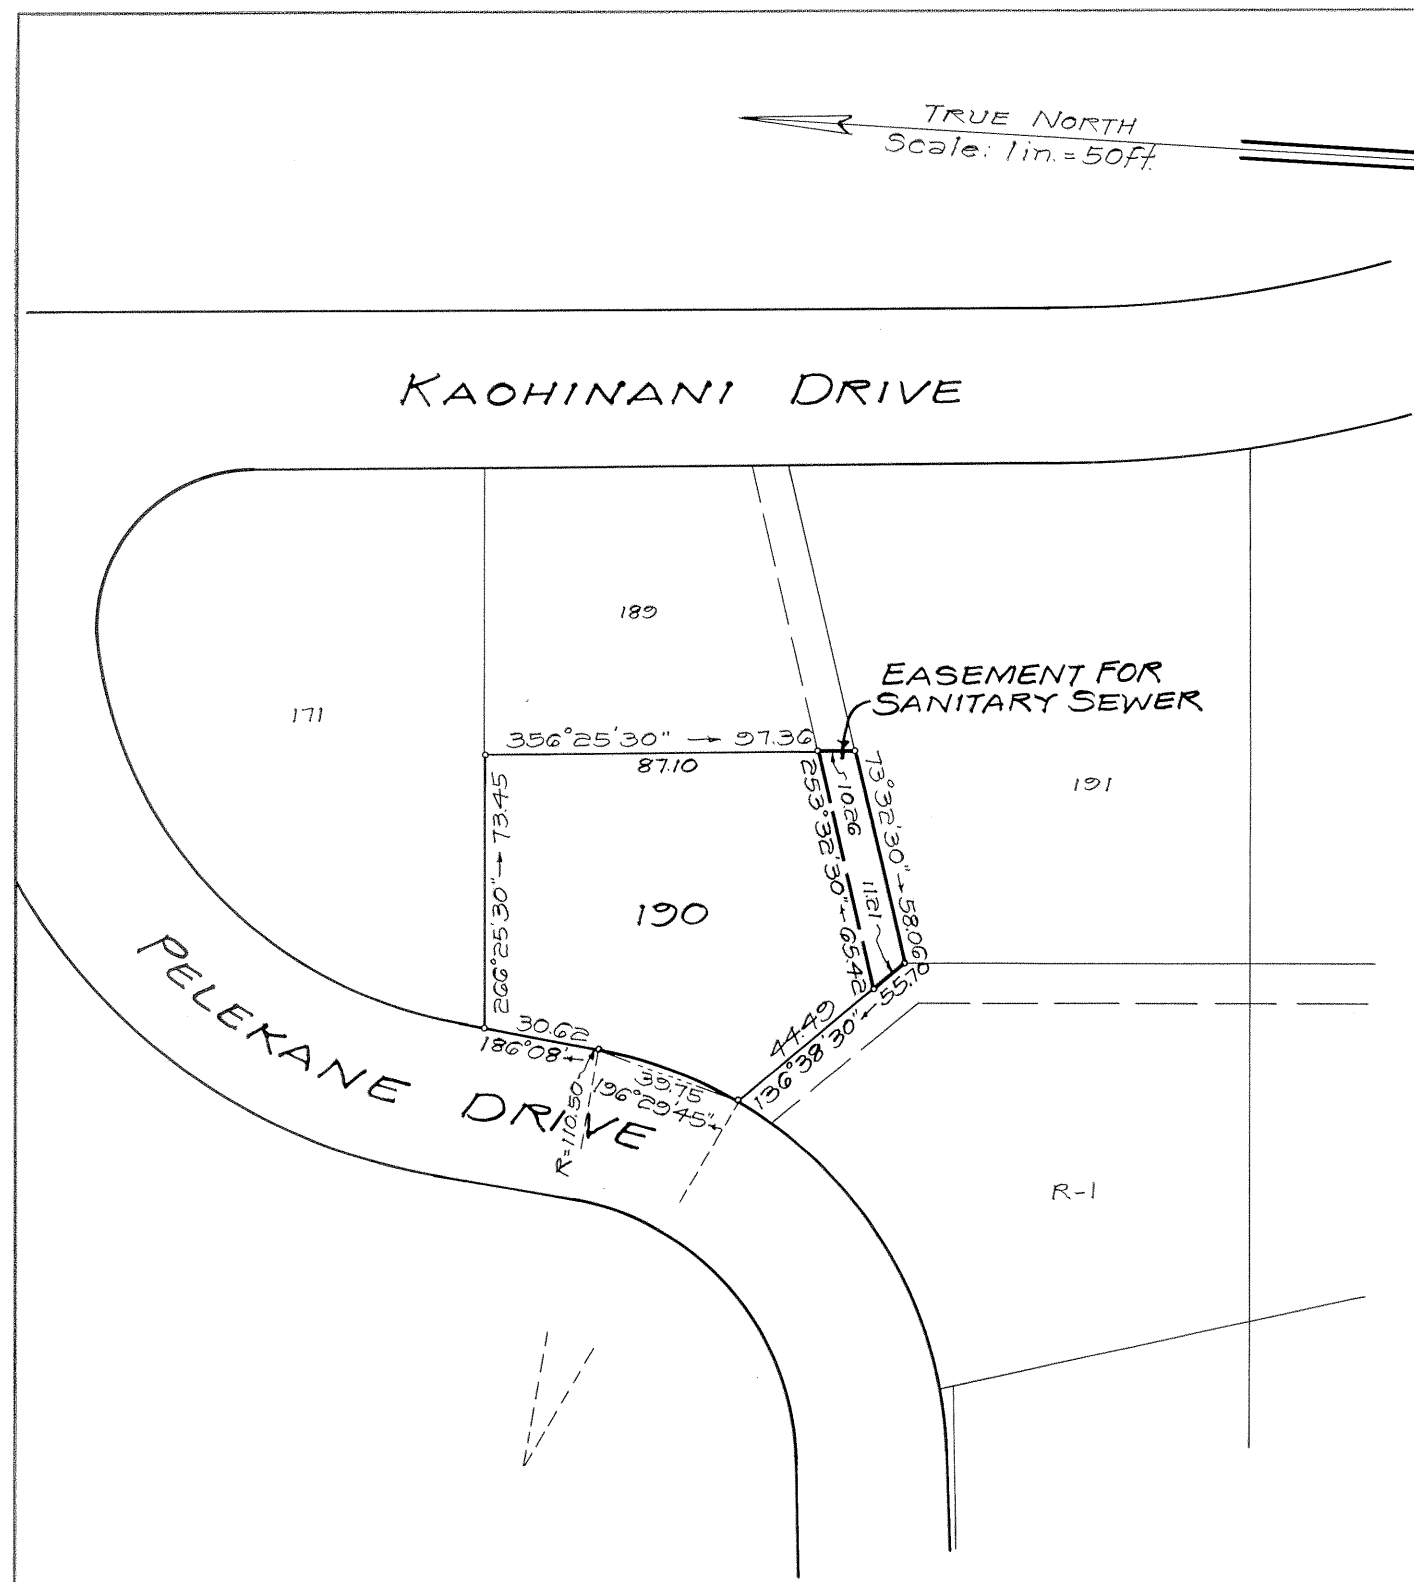 TRUE NORTH
Scale: 1in.=50ft.
KAOHINANI DRIVE
189
EASEMENT FOR
SANITARY SEWER
171
356°25'30" → 97.36
87.10
191
266°25'30" → 73.45
253°32'30" ← 65.42
10.26
73°32'30" → 58.06
11.21
190
PELEKANE DRIVE
30.62
186°08' ←
44.49
136°38'30" ← 55.70
39.75
196°29'45" ←
R=110.50
R-1